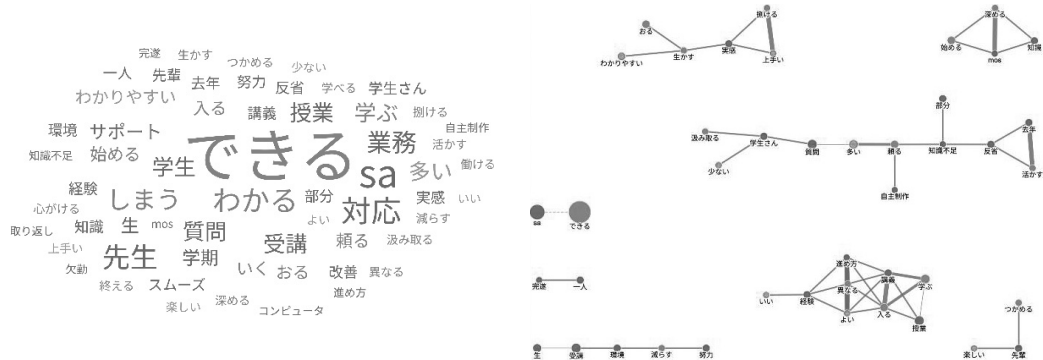 完遂 生かす
つかめる 少ない
一人 先輩 去年 努力 反省 学べる 学生さん
わかりやすい 入る 講義 授業 学ぶ 捌ける
環境 サポート できる 業務 自主制作
活かす
知識不足 始める 学生 sa 多い 働ける
経験 しまう わかる 部分 対応 実感 いい
心がける 知識 生 mos 質問 よい 減らす
取り返し 受講 頼る 汲み取る
上手い 先生 学期
欠勤 いく おる 改善 異なる
終える スムーズ 進め方
楽しい 深める コンピュータ
捌ける
おる 実感
わかりやすい 生かす 上手い
深める
始める 知識
mos
部分
汲み取る 学生さん 去年
質問 多い 頼る 知識不足 反省
少ない 活かす
自主制作
sa できる
完遂 一人
生 受講 環境 減らす 努力
進め方
講義 学ぶ
異なる
いい 経験
よい 入る
授業
つかめる
楽しい 先輩